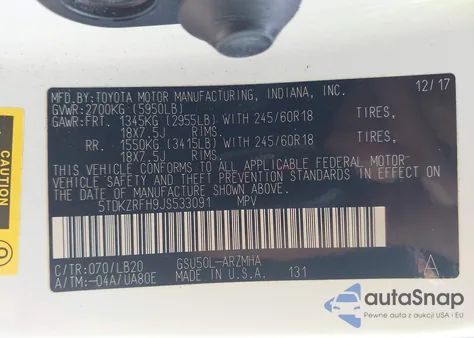 MFD.BY:TOYOTA MOTOR MANUFACTURING, INDIANA, INC.
GVWR:2700KG (5950LB) 12/17
GAWR:FRT. 1345KG (2955LB) WITH 245/60R18 TIRES,
18X7.5J RIMS.
RR. 1550KG (3415LB) WITH 245/60R18 TIRES,
18X7.5J RIMS.
THIS VEHICLE CONFORMS TO ALL APPLICABLE FEDERAL MOTOR
VEHICLE SAFETY AND THEFT PREVENTION STANDARDS IN EFFECT
ON THE DATE OF MANUFACTURE SHOWN ABOVE.
5TDKZRFH9JS533091 MPV
C/TR:070/LB20 GSU50L-ARZMHA
A/TM:-04A/UA80E MADE IN U.S.A. 131 A
CAUTION
autaSnap
Pewne auta z USA i EU